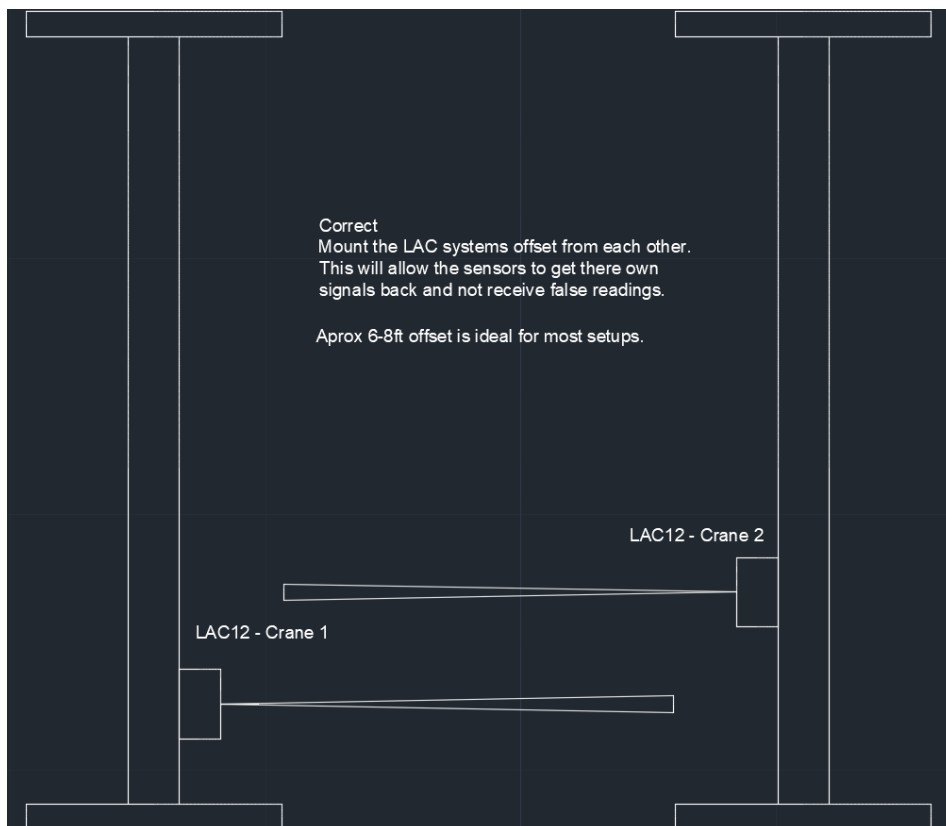 Correct
Mount the LAC systems offset from each other.
This will allow the sensors to get there own
signals back and not receive false readings.
Aprox 6-8ft offset is ideal for most setups.
LAC12 - Crane 2
LAC12 - Crane 1